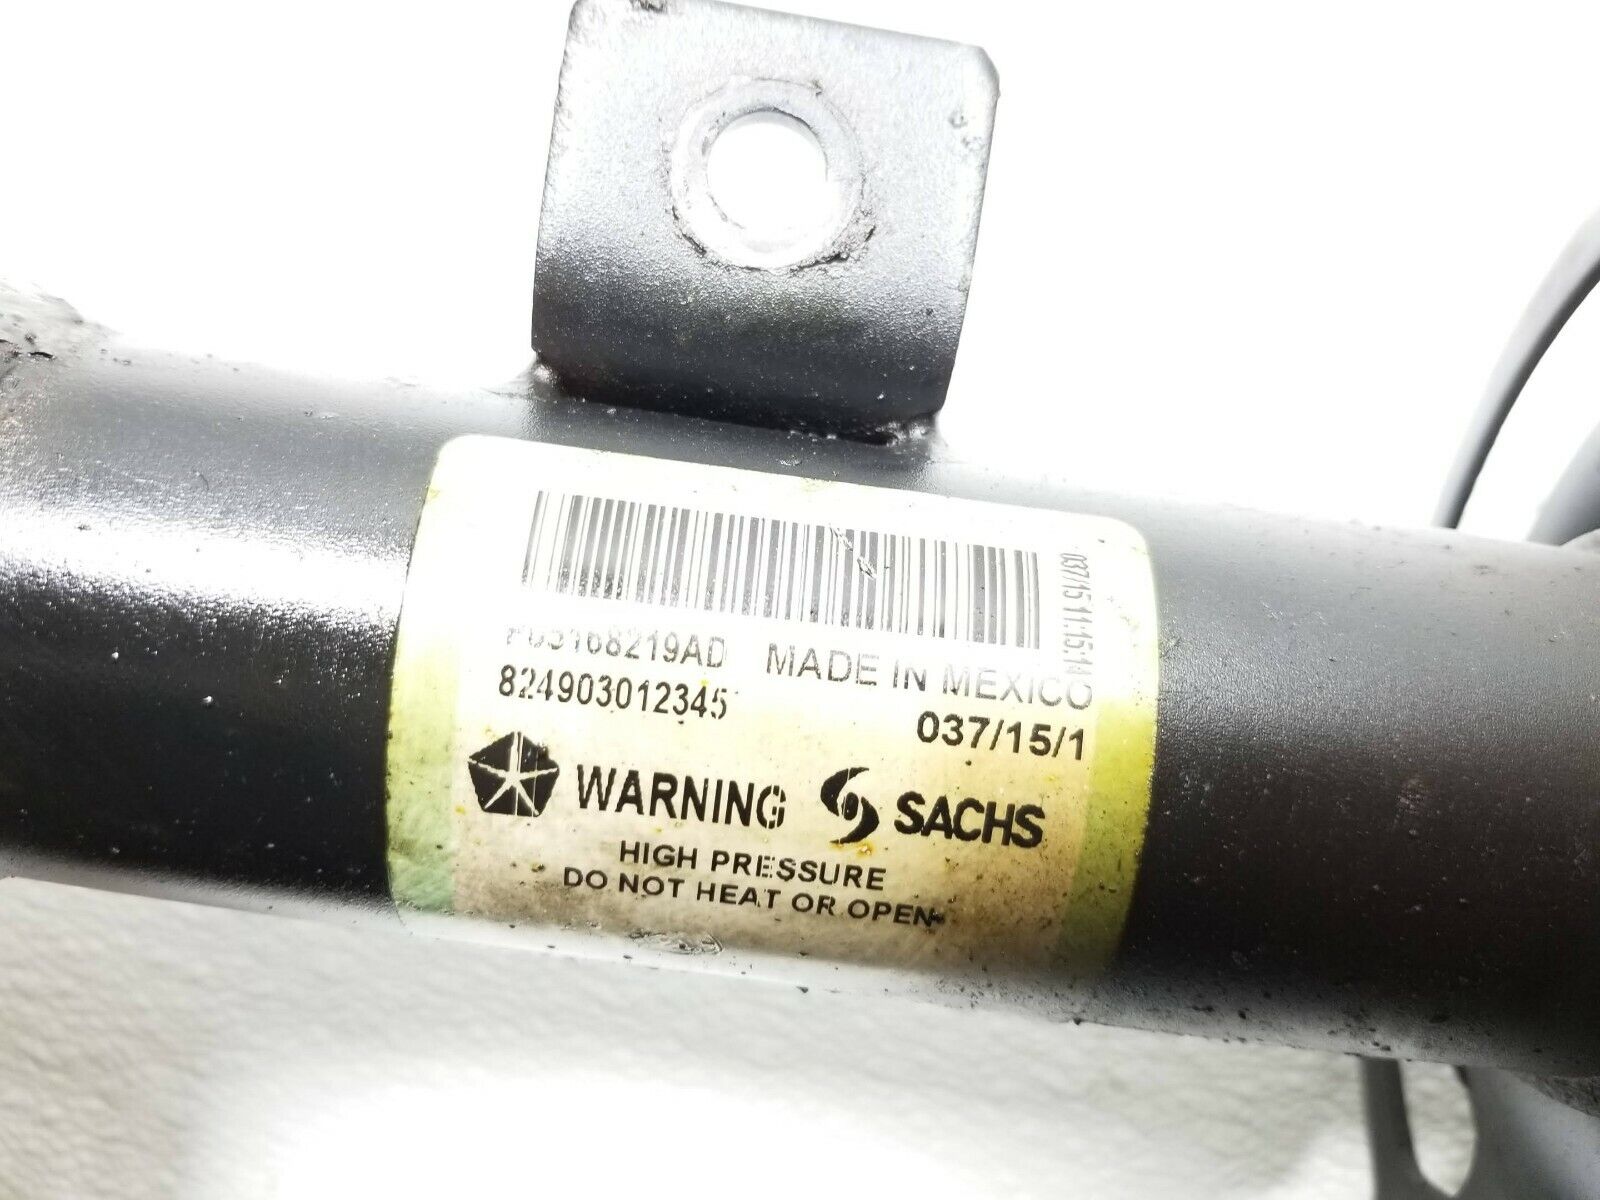 P05168219AD MADE IN MEXICO
824903012345
037/15/1
WARNING SACHS
HIGH PRESSURE
DO NOT HEAT OR OPEN